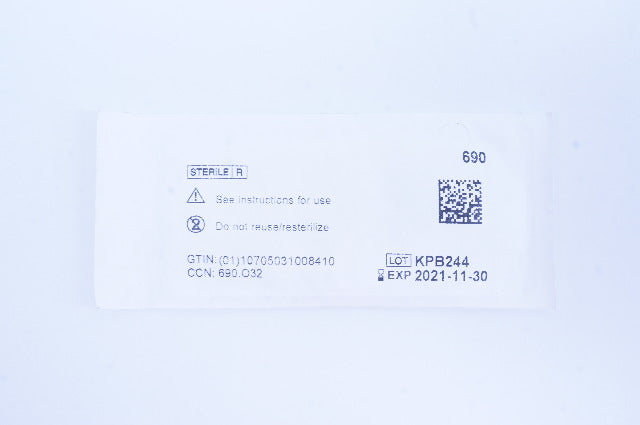 690
STERILE R
See instructions for use
Do not reuse/resterilize
GTIN: (01)10705031008410
CCN: 690.O32
LOT KPB244
EXP 2021-11-30